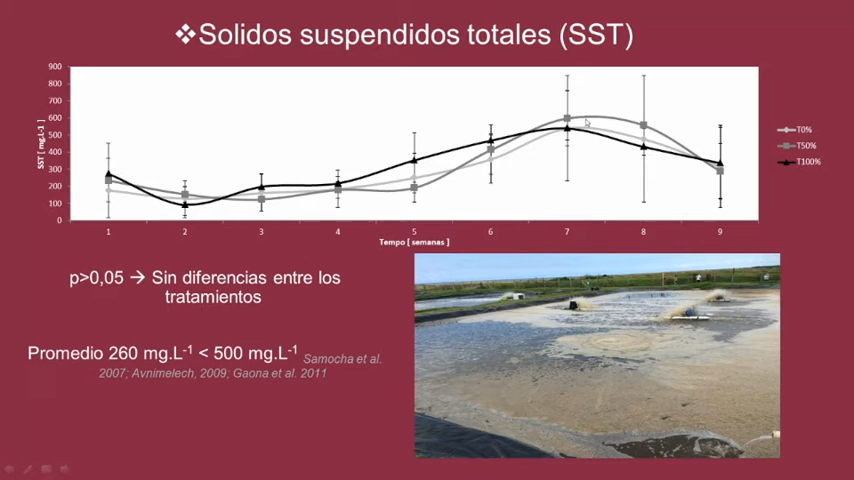 ❖Solidos suspendidos totales (SST)
900
800
700
600
500
400
300
200
100
0
SST [ mg.L-1 ]
1 2 3 4 5 6 7 8 9
Tempo [ semanas ]
T0%
T50%
T100%
p>0,05 → Sin diferencias entre los
tratamientos
Promedio 260 mg.L-1 < 500 mg.L-1 Samocha et al.
2007; Avnimelech, 2009; Gaona et al. 2011